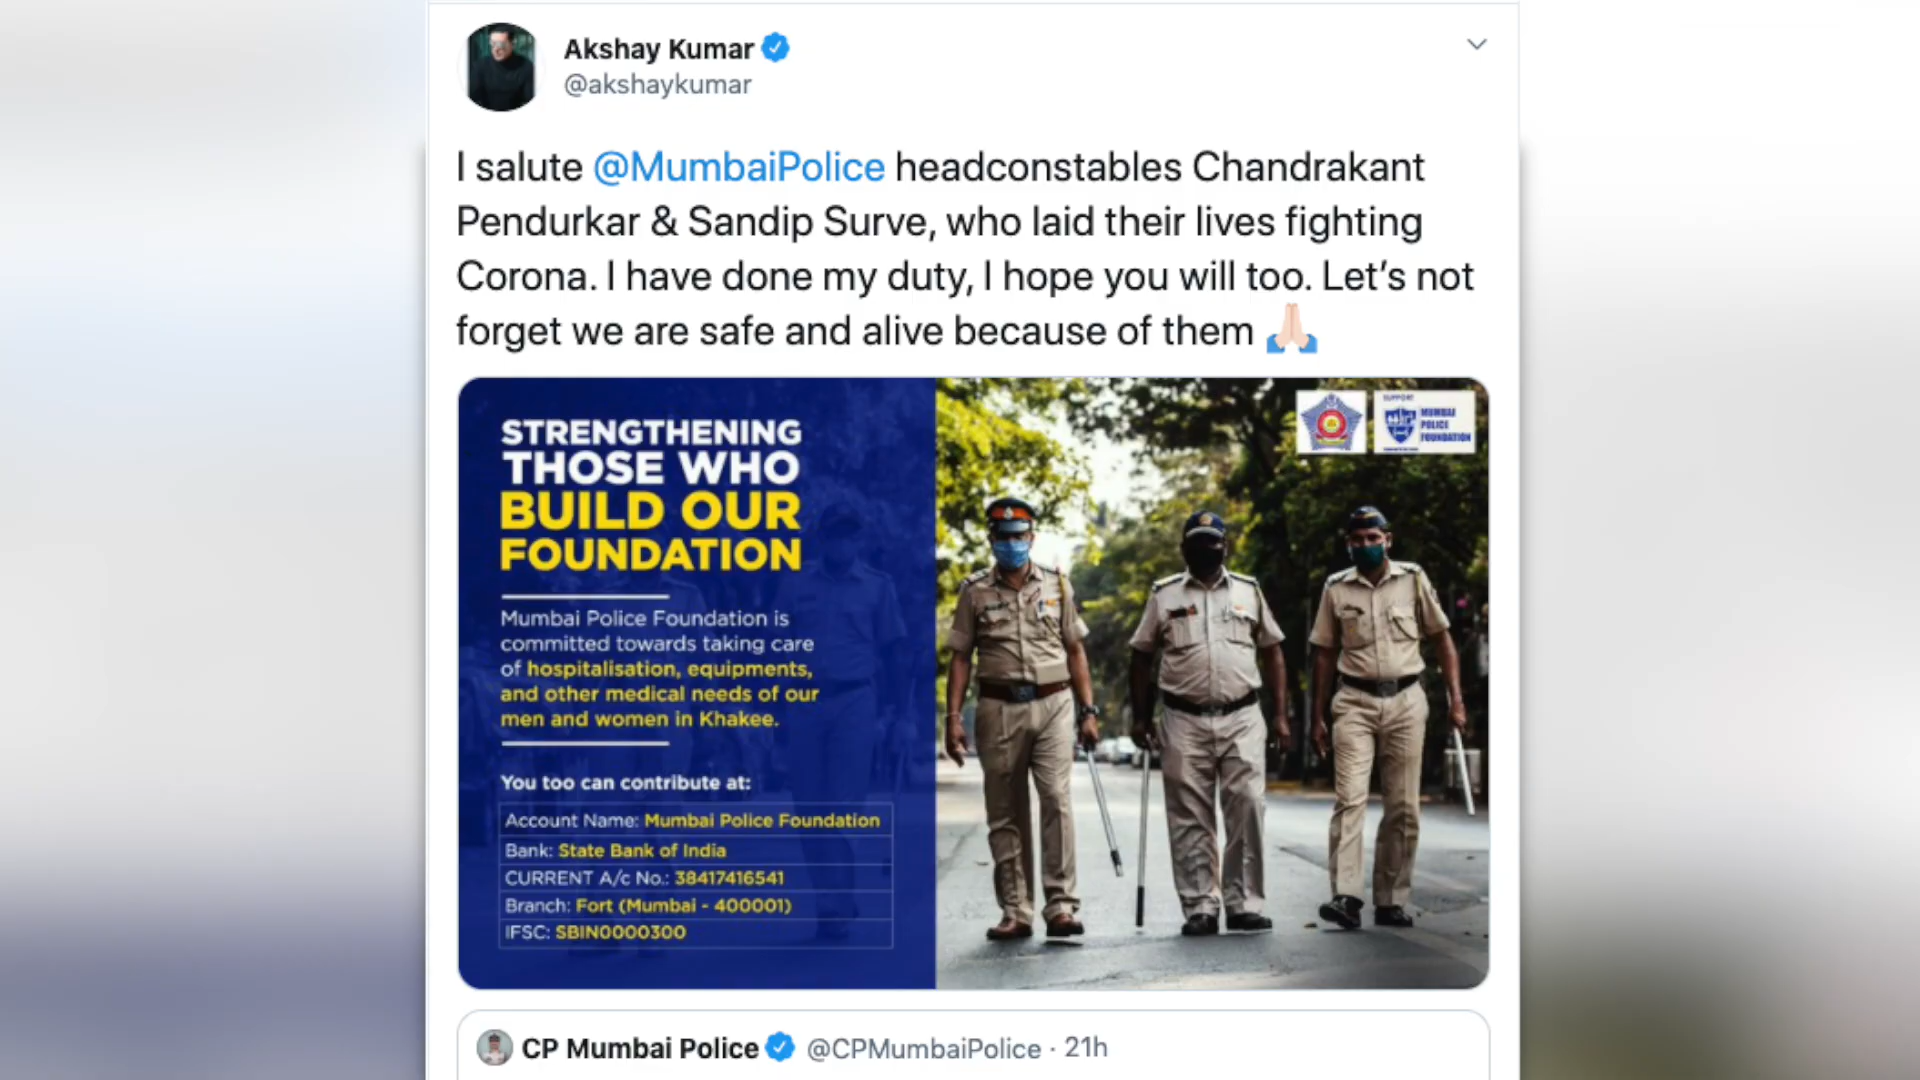 Akshay Kumar
@akshaykumar
I salute @MumbaiPolice headconstables Chandrakant
Pendurkar & Sandip Surve, who laid their lives fighting
Corona. I have done my duty, I hope you will too. Let’s not
forget we are safe and alive because of them 🙏🏻
STRENGTHENING
THOSE WHO
BUILD OUR
FOUNDATION
Mumbai Police Foundation is
committed towards taking care
of hospitalisation, equipments,
and other medical needs of our
men and women in Khakee.
You too can contribute at:
Account Name: Mumbai Police Foundation
Bank: State Bank of India
CURRENT A/c No.: 38417416541
Branch: Fort (Mumbai - 400001)
IFSC: SBIN0000300
SUPPORT
MUMBAI
POLICE
FOUNDATION
CP Mumbai Police @CPMumbaiPolice · 21h